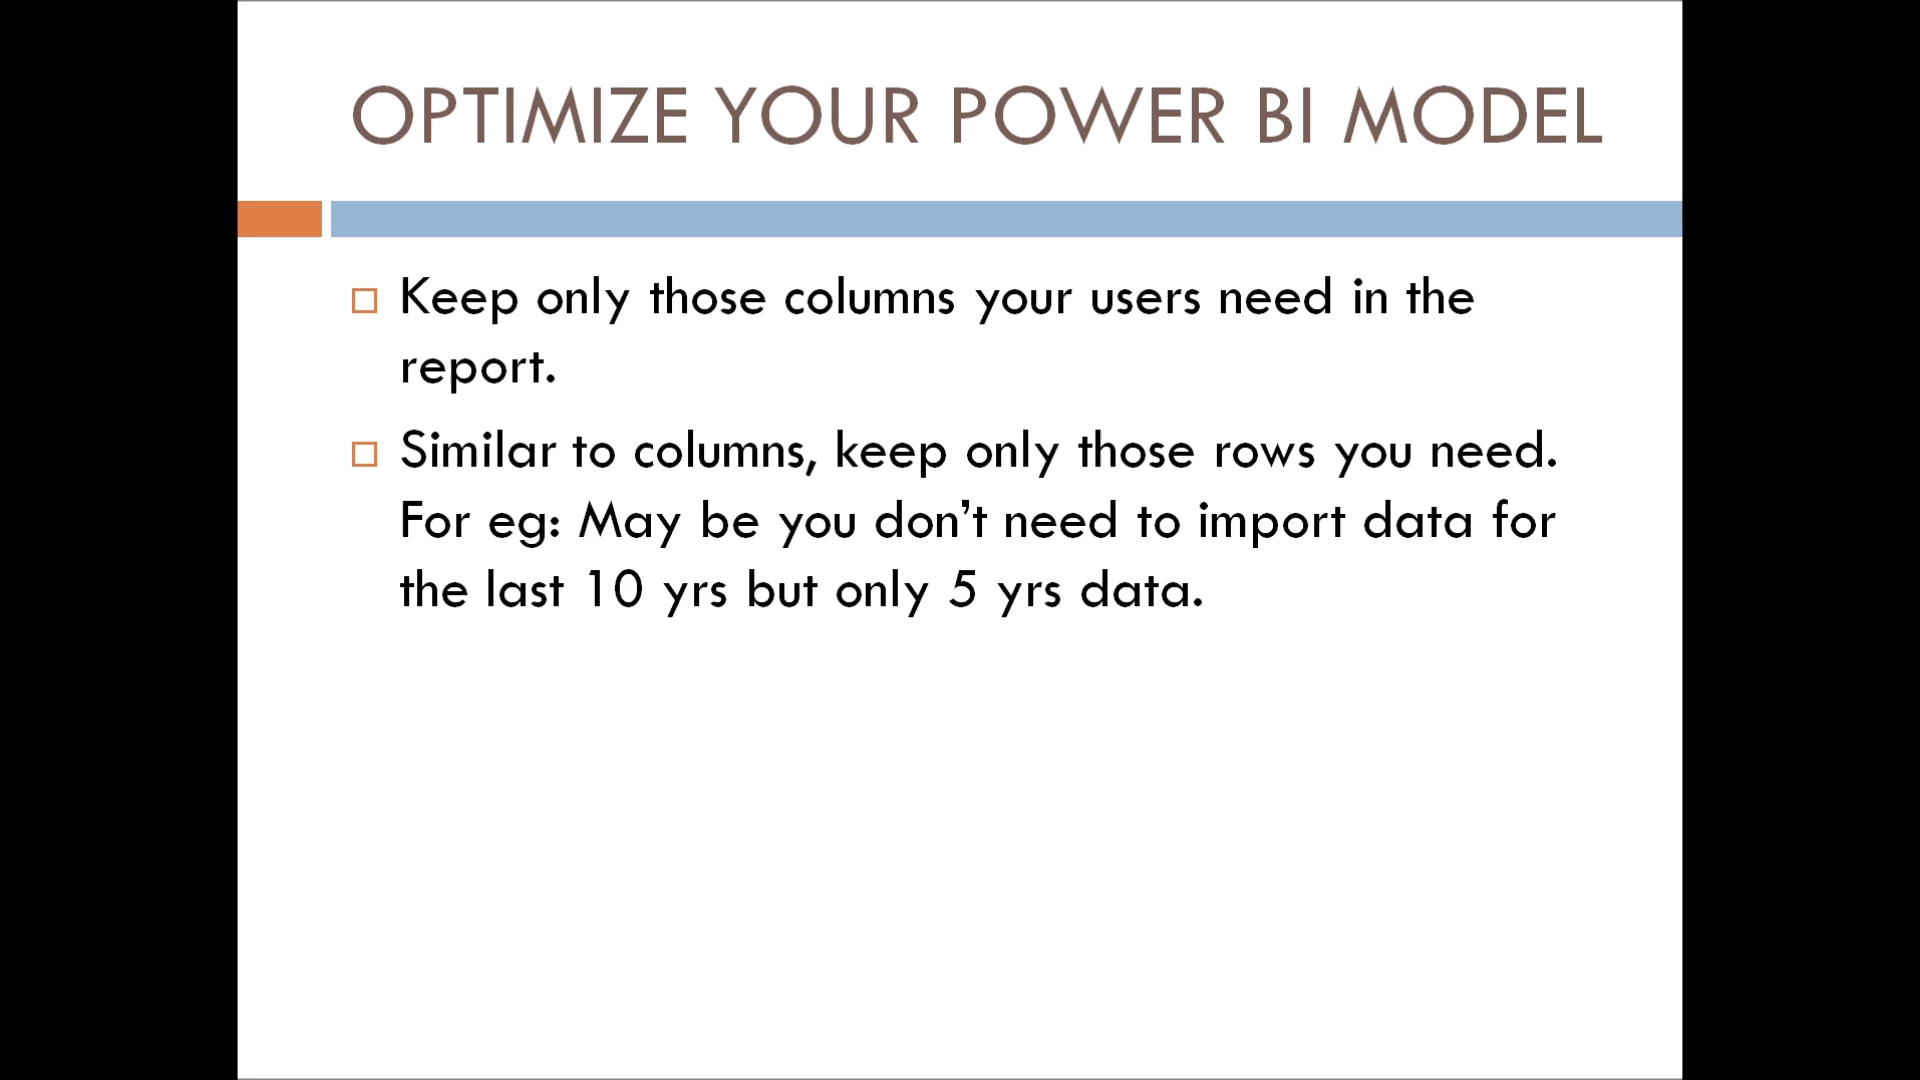 OPTIMIZE YOUR POWER BI MODEL
Keep only those columns your users need in the
report.
Similar to columns, keep only those rows you need.
For eg: May be you don’t need to import data for
the last 10 yrs but only 5 yrs data.